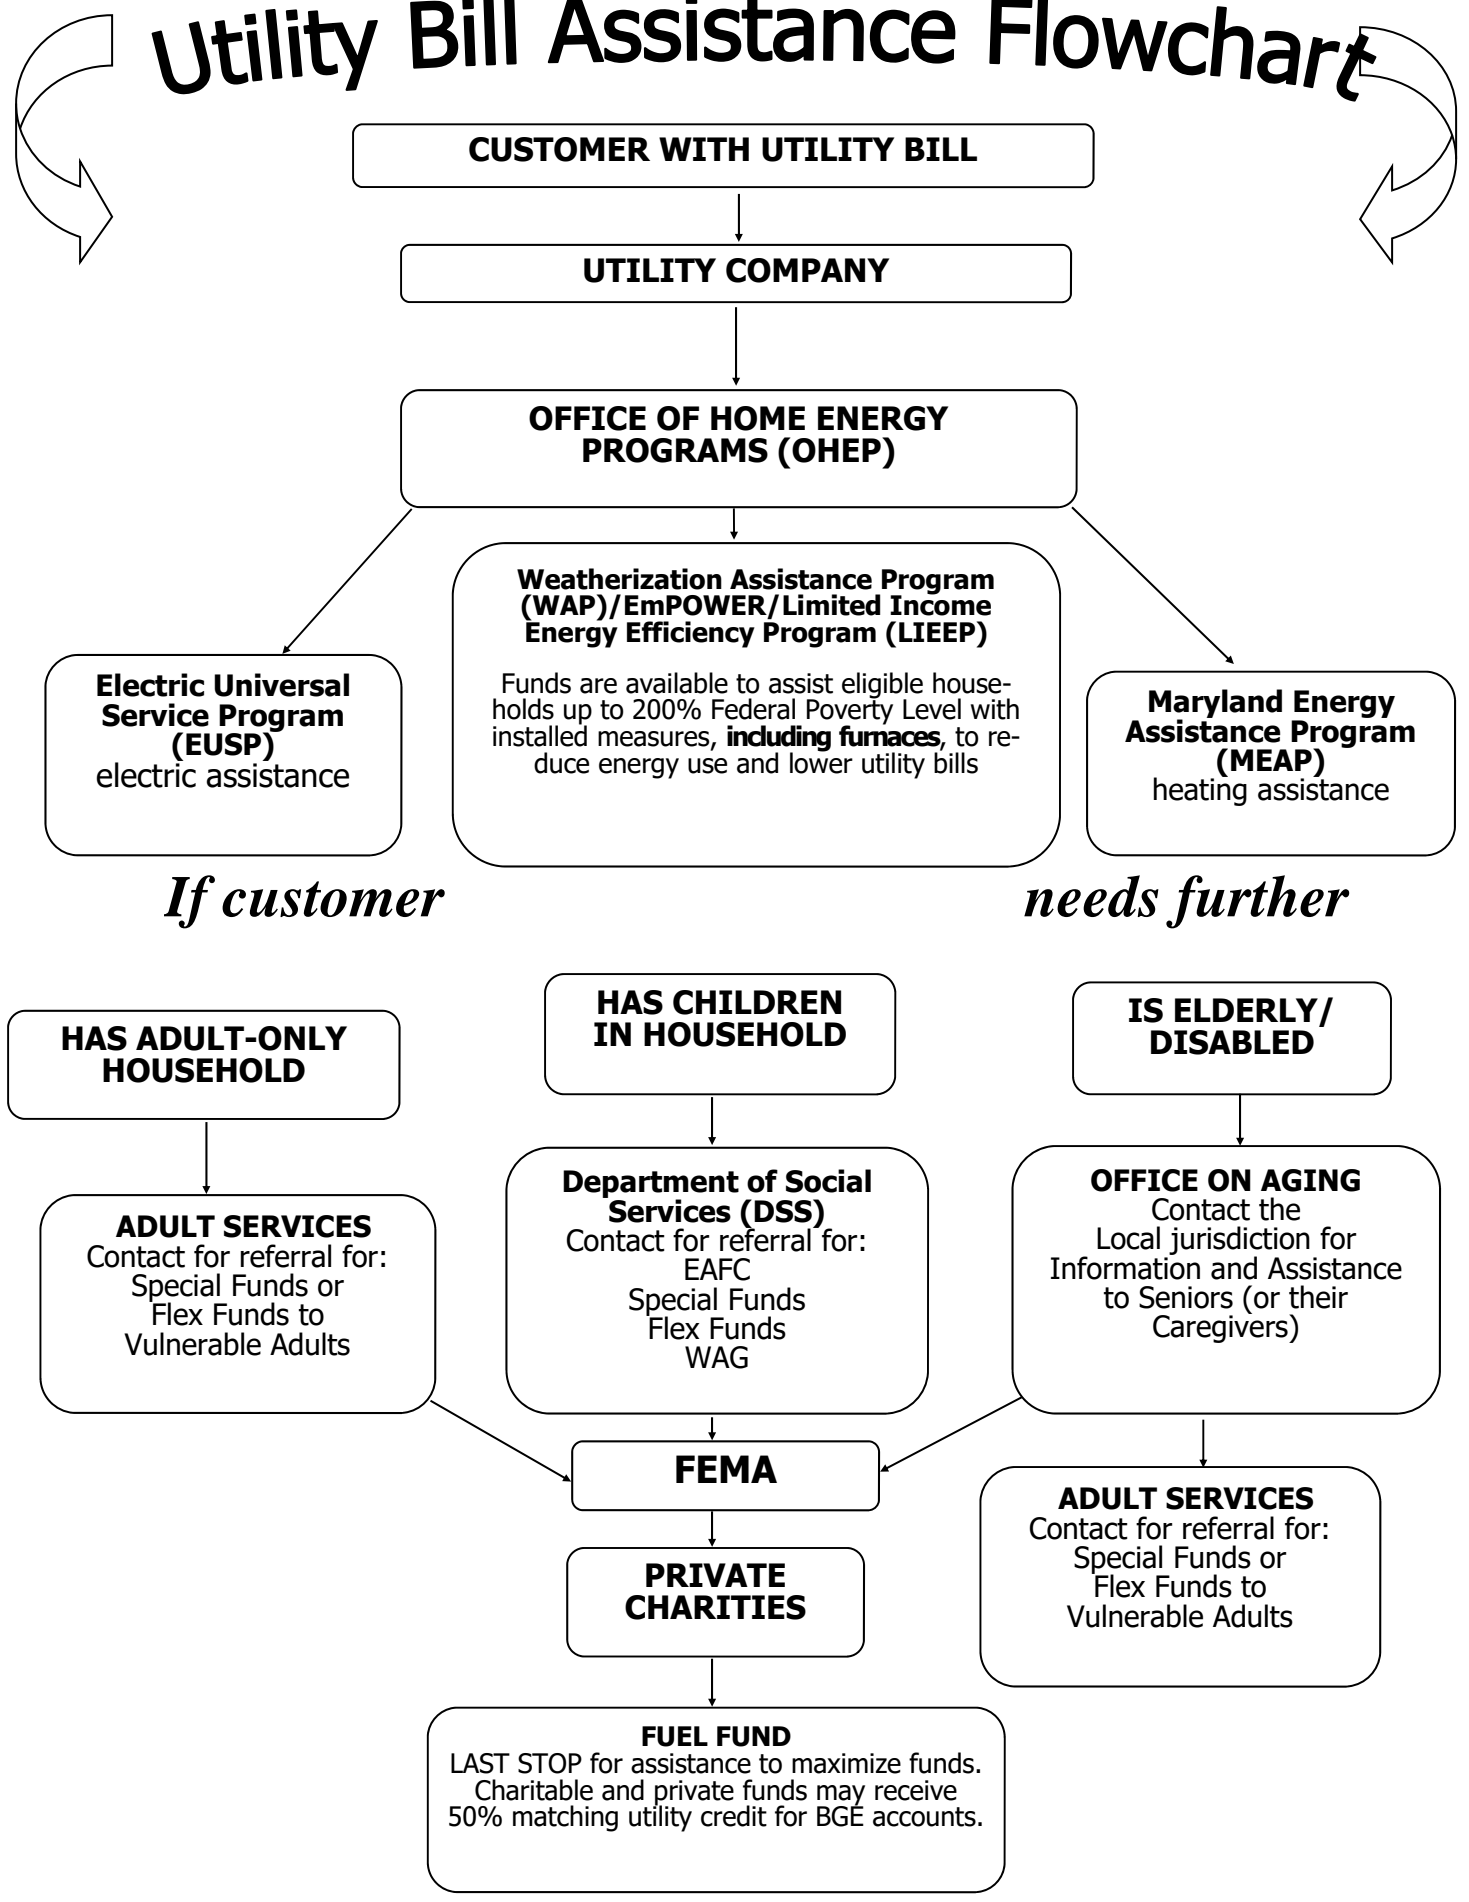 Utility Bill Assistance Flowchart
CUSTOMER WITH UTILITY BILL
UTILITY COMPANY
OFFICE OF HOME ENERGY
PROGRAMS (OHEP)
Weatherization Assistance Program
(WAP)/EmPOWER/Limited Income
Energy Efficiency Program (LIEEP)
Funds are available to assist eligible house-
holds up to 200% Federal Poverty Level with
installed measures, including furnaces, to re-
duce energy use and lower utility bills
Electric Universal
Service Program
(EUSP)
electric assistance
Maryland Energy
Assistance Program
(MEAP)
heating assistance
If customer needs further
HAS ADULT-ONLY
HOUSEHOLD
HAS CHILDREN
IN HOUSEHOLD
IS ELDERLY/
DISABLED
ADULT SERVICES
Contact for referral for:
Special Funds or
Flex Funds to
Vulnerable Adults
Department of Social
Services (DSS)
Contact for referral for:
EAFC
Special Funds
Flex Funds
WAG
OFFICE ON AGING
Contact the
Local jurisdiction for
Information and Assistance
to Seniors (or their
Caregivers)
FEMA
ADULT SERVICES
Contact for referral for:
Special Funds or
Flex Funds to
Vulnerable Adults
PRIVATE
CHARITIES
FUEL FUND
LAST STOP for assistance to maximize funds.
Charitable and private funds may receive
50% matching utility credit for BGE accounts.